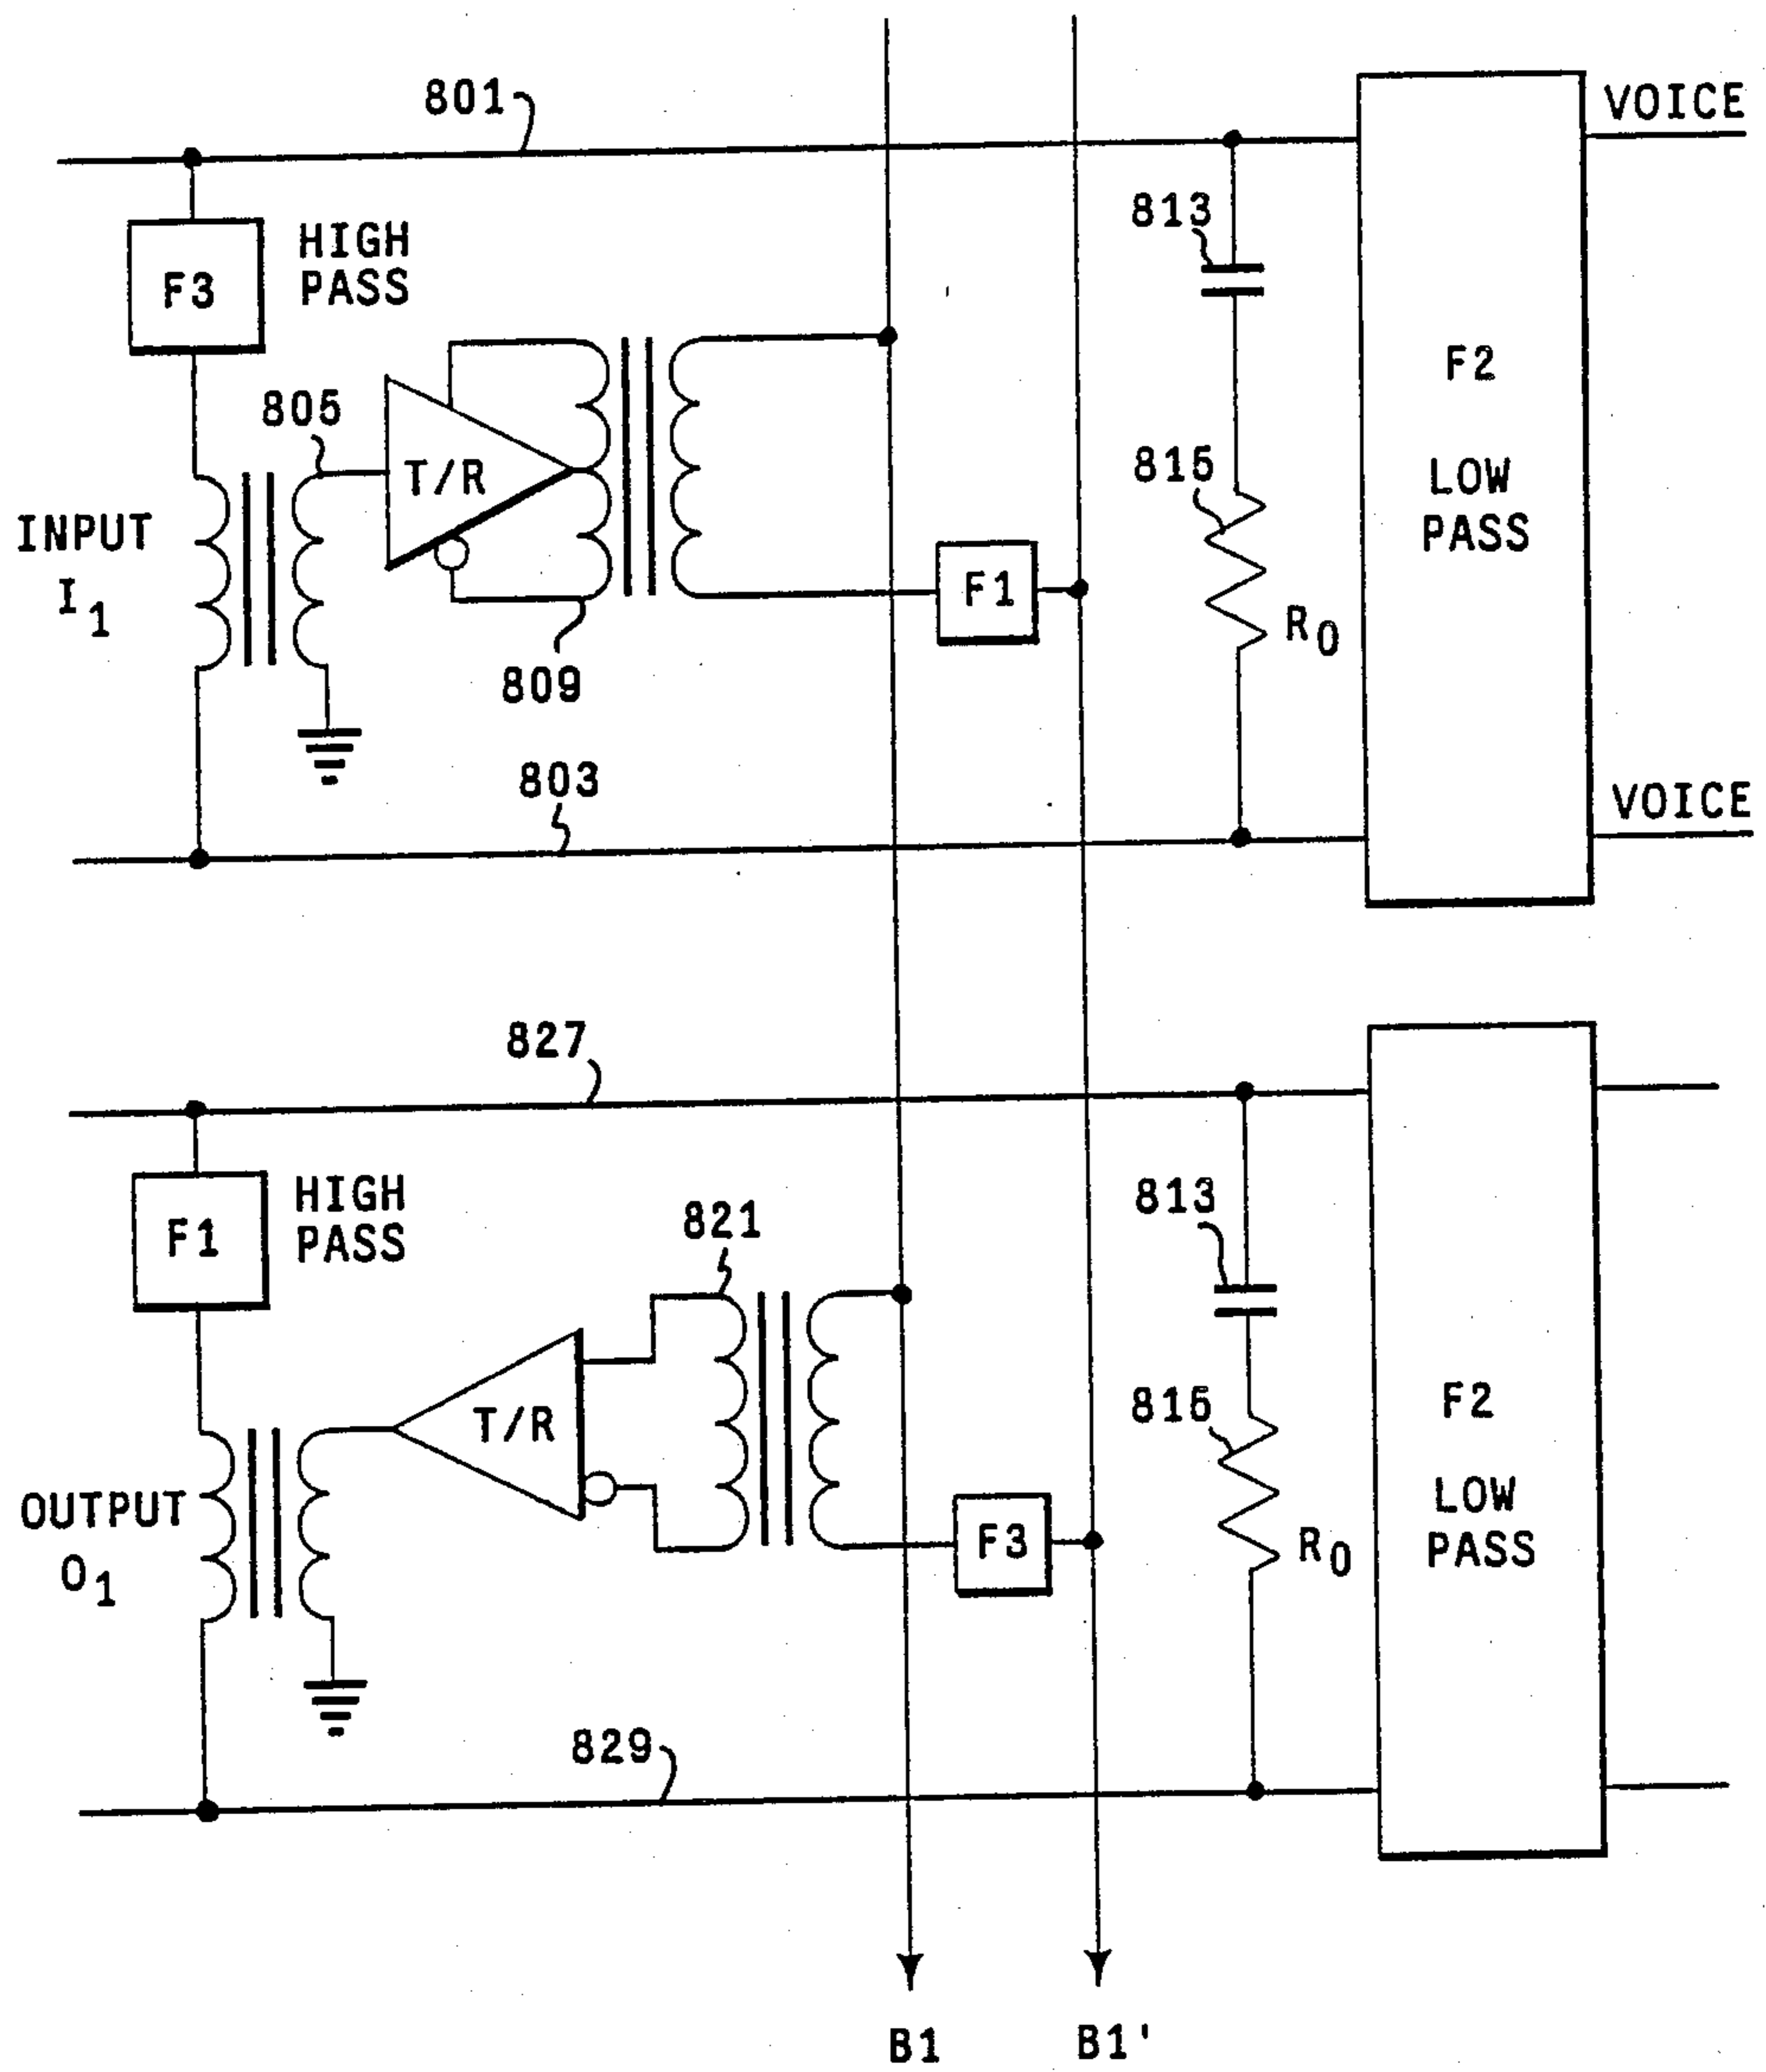 801
VOICE
813
HIGH
PASS
F3
F2
805
T/R
815
LOW
PASS
INPUT
I1
F1
R0
809
803
VOICE
827
HIGH
PASS
813
F1
821
F2
815
T/R
LOW
PASS
OUTPUT
O1
F3
R0
829
B1
B1'